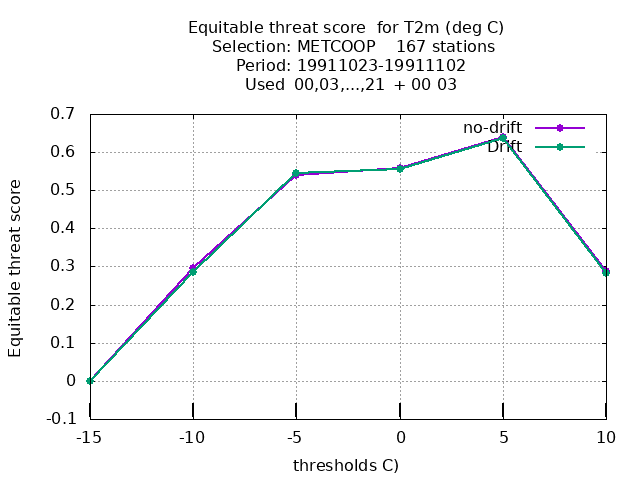 Equitable threat score  for T2m (deg C)
Selection: METCOOP    167 stations
Period: 19911023-19911102
Used  00,03,...,21  + 00 03
no-drift
Drift
0.7
0.6
0.5
0.4
0.3
0.2
0.1
0
-0.1
Equitable threat score
-15 -10 -5 0 5 10
thresholds C)